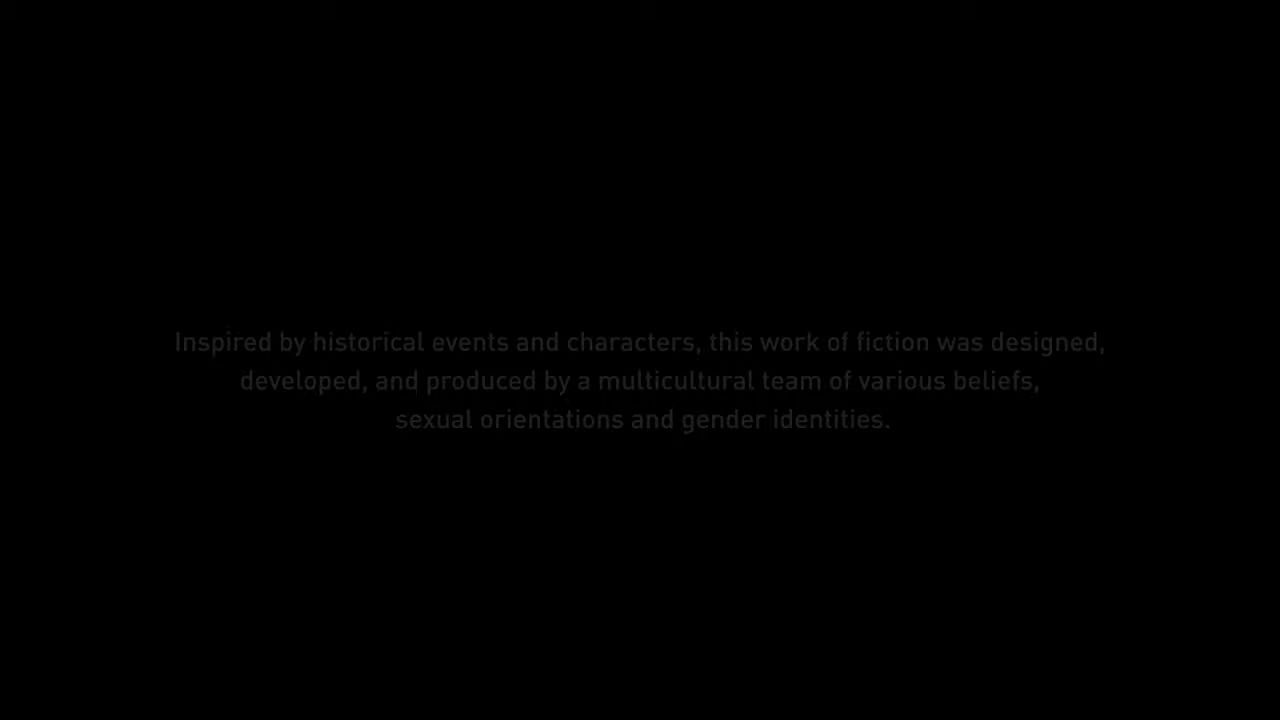 Inspired by historical events and characters, this work of fiction was designed,
developed, and produced by a multicultural team of various beliefs,
sexual orientations and gender identities.